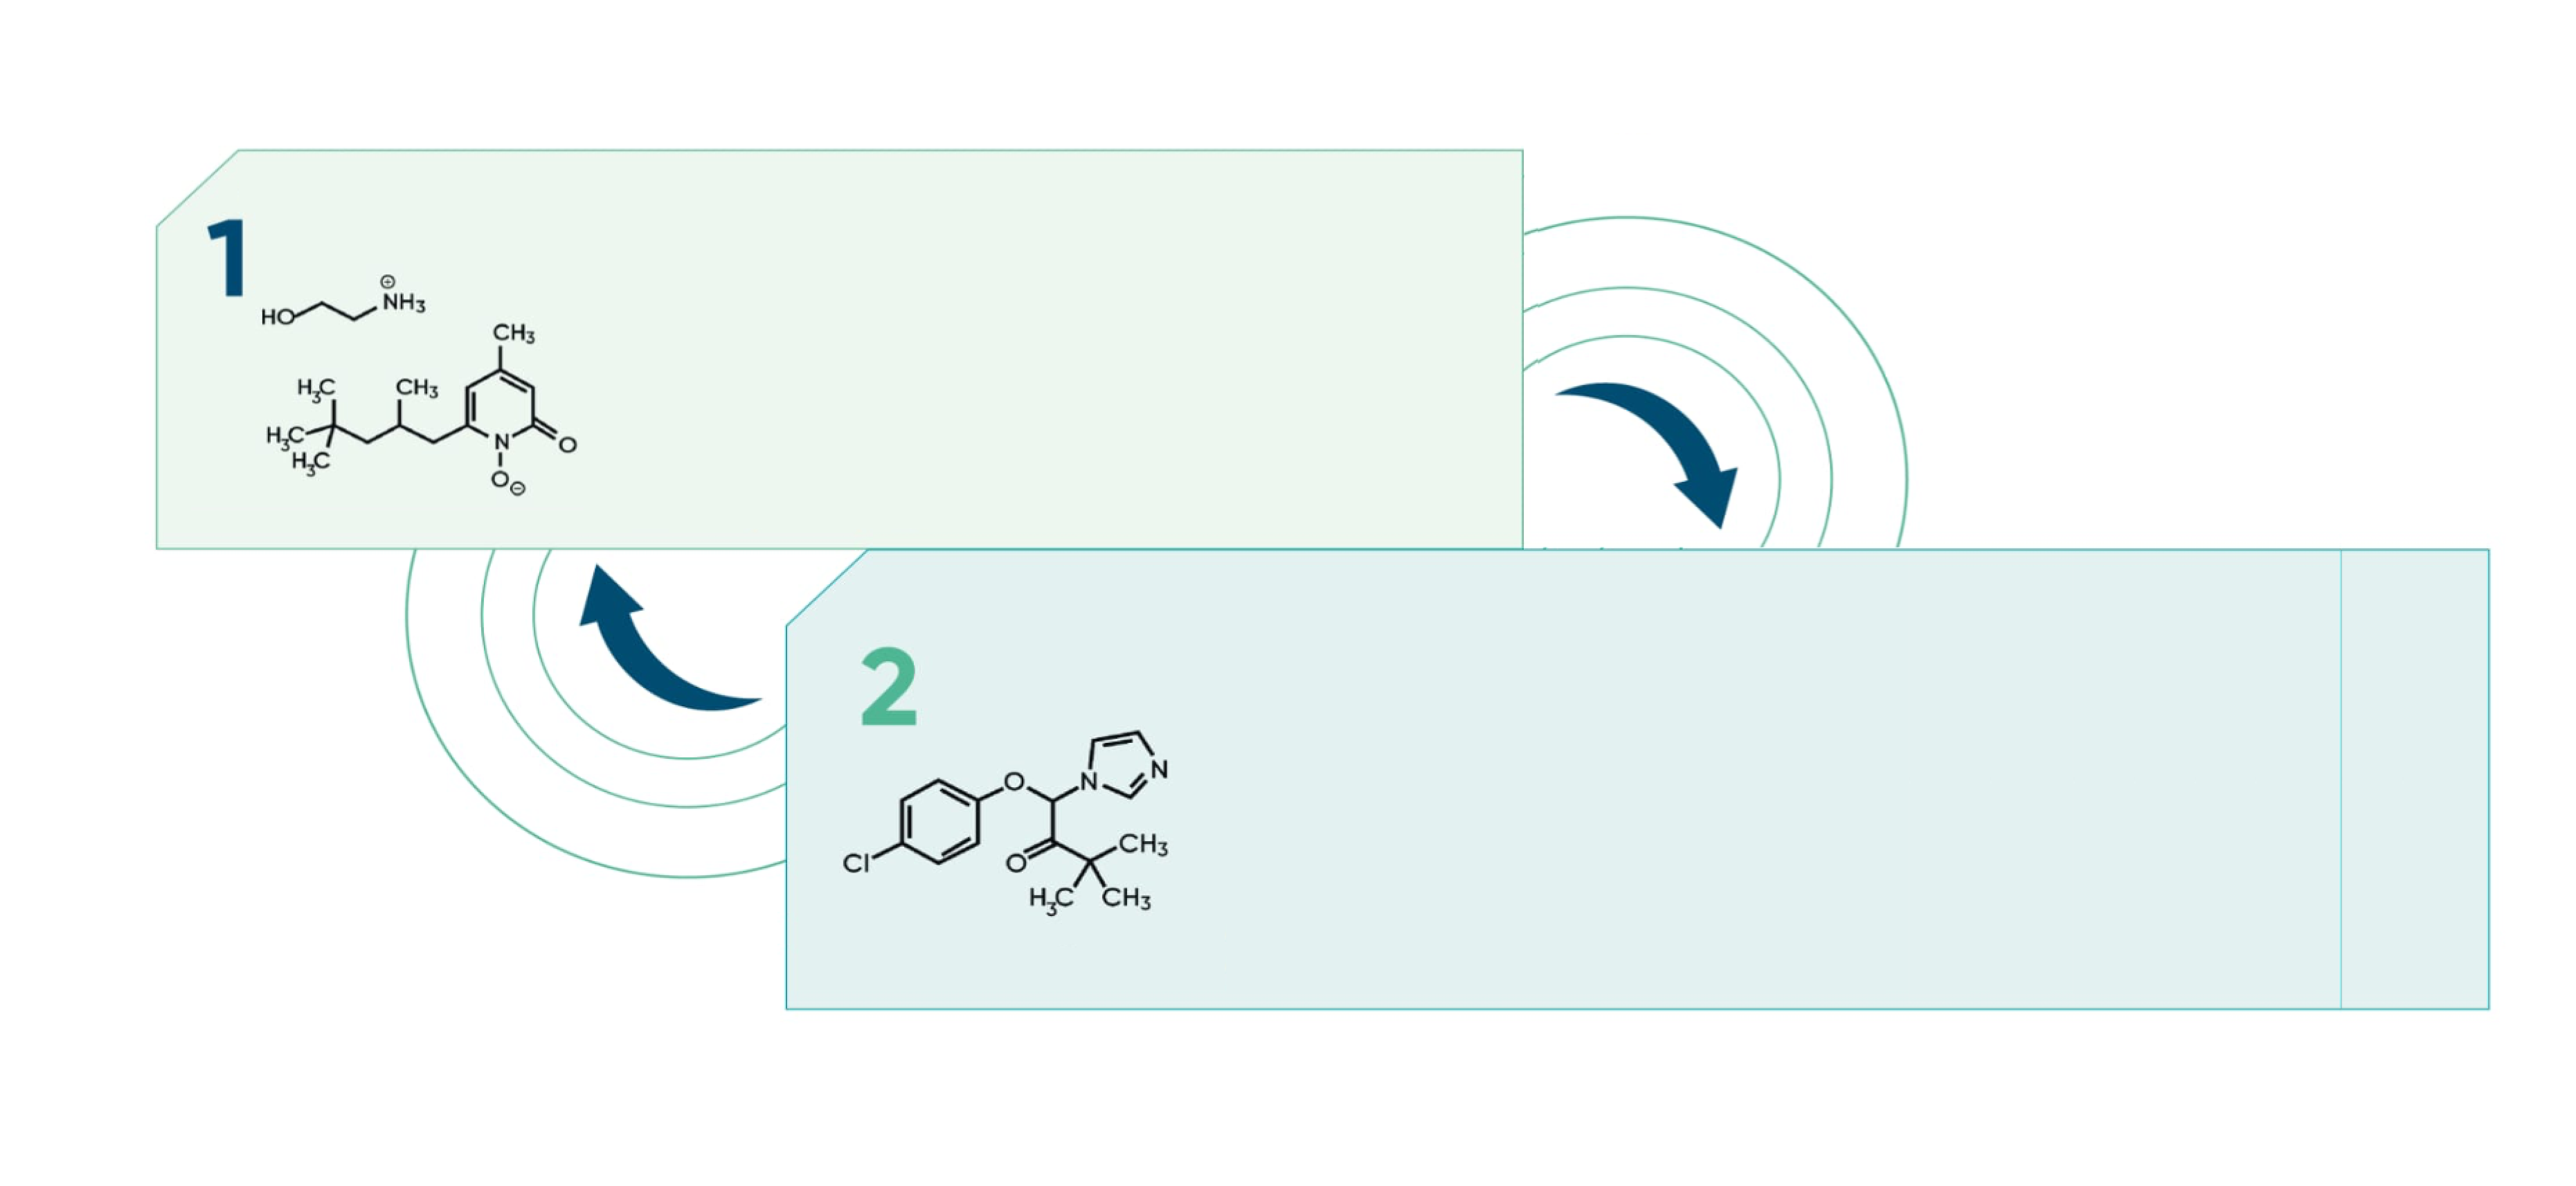 1
⊕
HO NH3
CH3
H3C CH3
H3C N O
H3C
O⊖
2
N N
O
Cl O CH3
H3C CH3